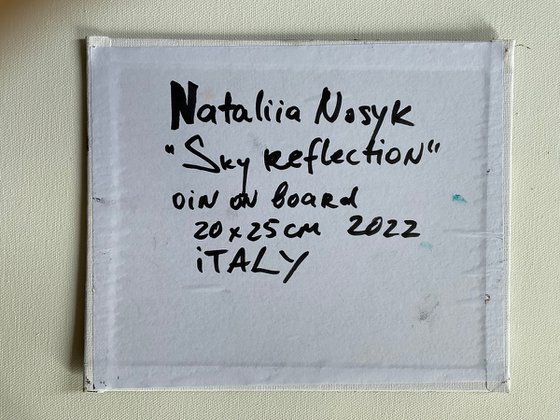 Nataliia Nosyk
"Sky Reflection"
oin on board
20x25cm 2022
iTALY